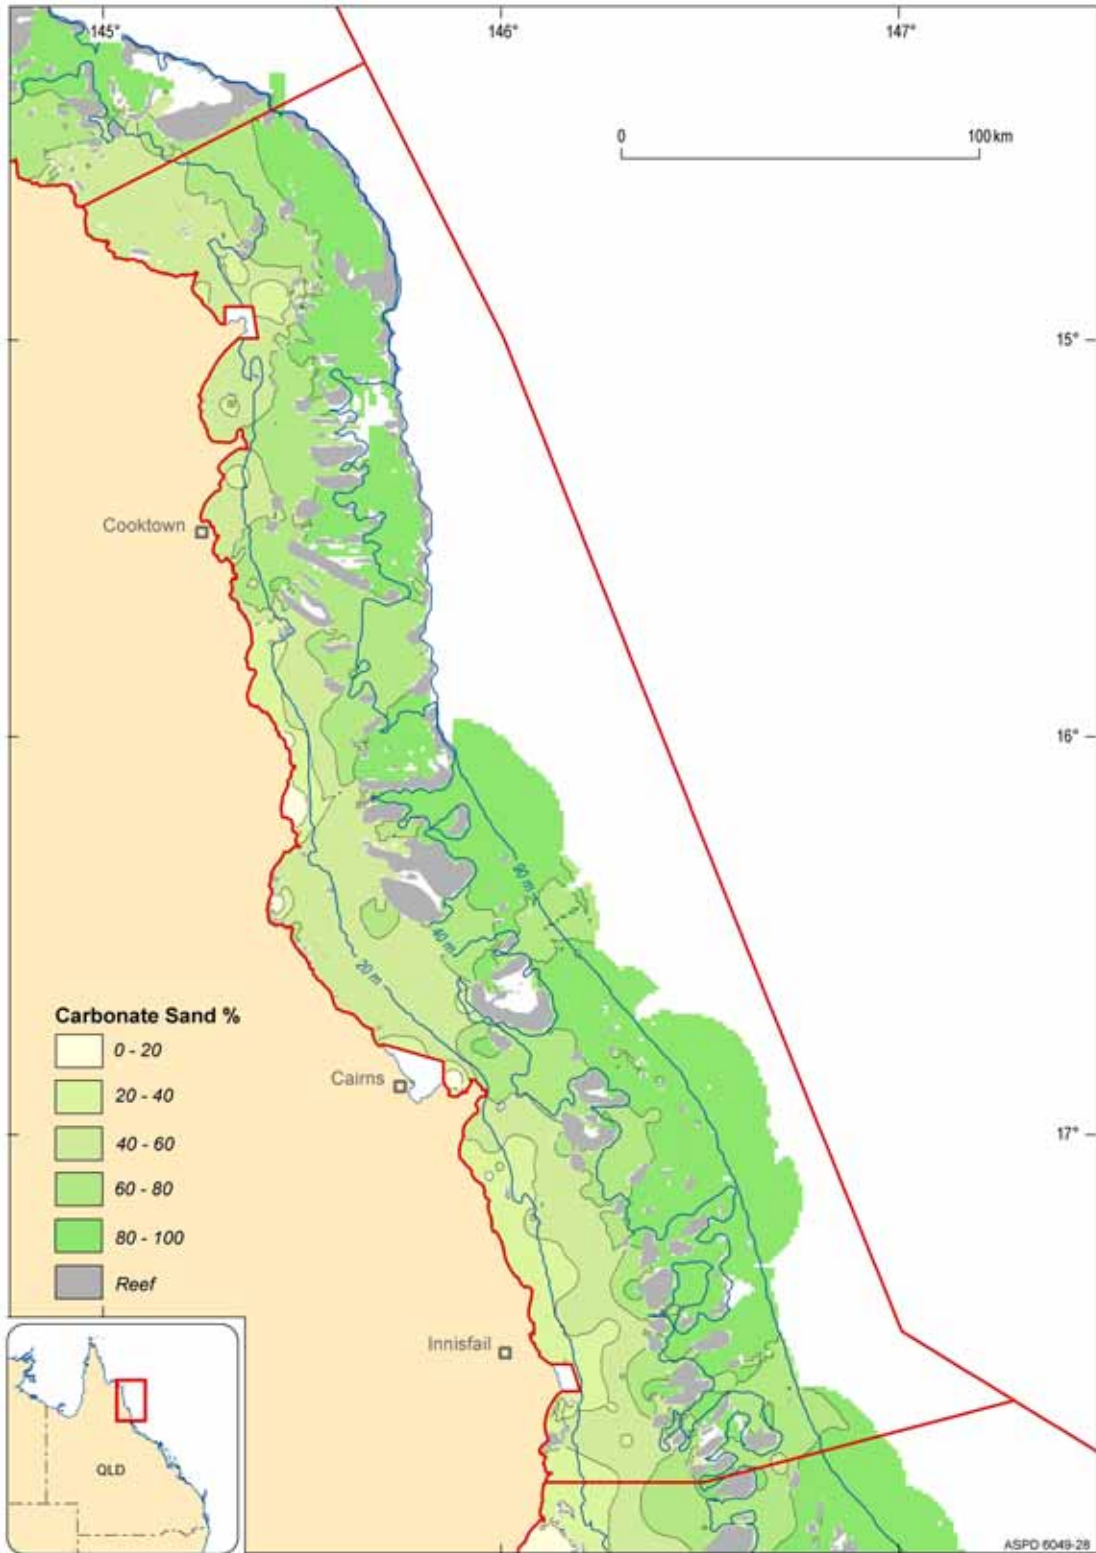 145°
146°
147°
0
100 km
15°
Cooktown
16°
90 m
40 m
20 m
Carbonate Sand %
0 - 20
Cairns
20 - 40
40 - 60
17°
60 - 80
80 - 100
Reef
Innisfail
QLD
ASPD 6049-28